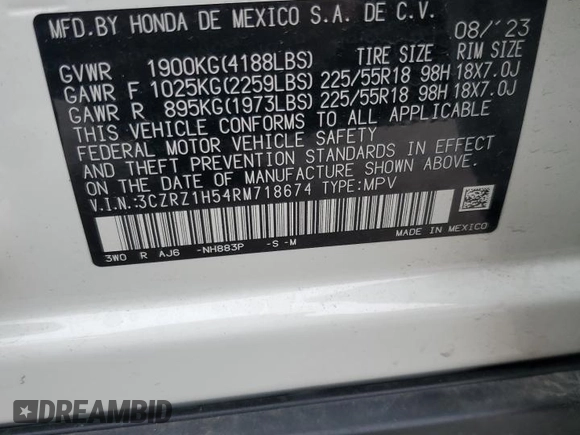 MFD.BY HONDA DE MEXICO S.A. DE C.V. 08/'23
GVWR 1900KG(4188LBS) TIRE SIZE RIM SIZE
GAWR F 1025KG(2259LBS) 225/55R18 98H 18X7.0J
GAWR R 895KG(1973LBS) 225/55R18 98H 18X7.0J
THIS VEHICLE CONFORMS TO ALL APPLICABLE
FEDERAL MOTOR VEHICLE SAFETY
AND THEFT PREVENTION STANDARDS IN EFFECT
ON THE DATE OF MANUFACTURE SHOWN ABOVE.
V.I.N.:3CZRZ1H54RM718674 TYPE:MPV
3W0 R AJ6 -NH883P -S -M MADE IN MEXICO
DREAMBID